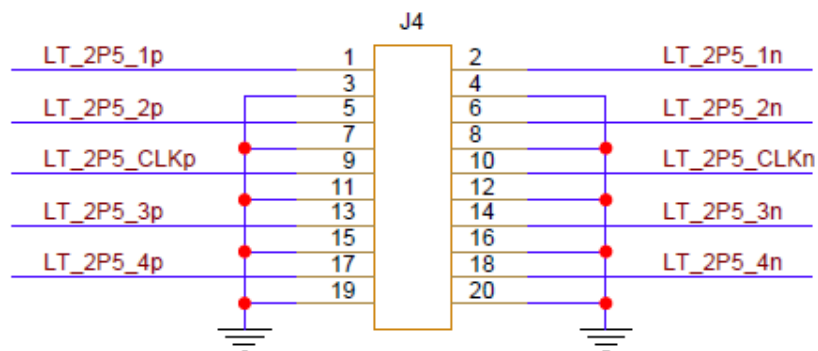 J4
LT_2P5_1p 1 2 LT_2P5_1n
3 4
LT_2P5_2p 5 6 LT_2P5_2n
7 8
LT_2P5_CLKp 9 10 LT_2P5_CLKn
11 12
LT_2P5_3p 13 14 LT_2P5_3n
15 16
LT_2P5_4p 17 18 LT_2P5_4n
19 20